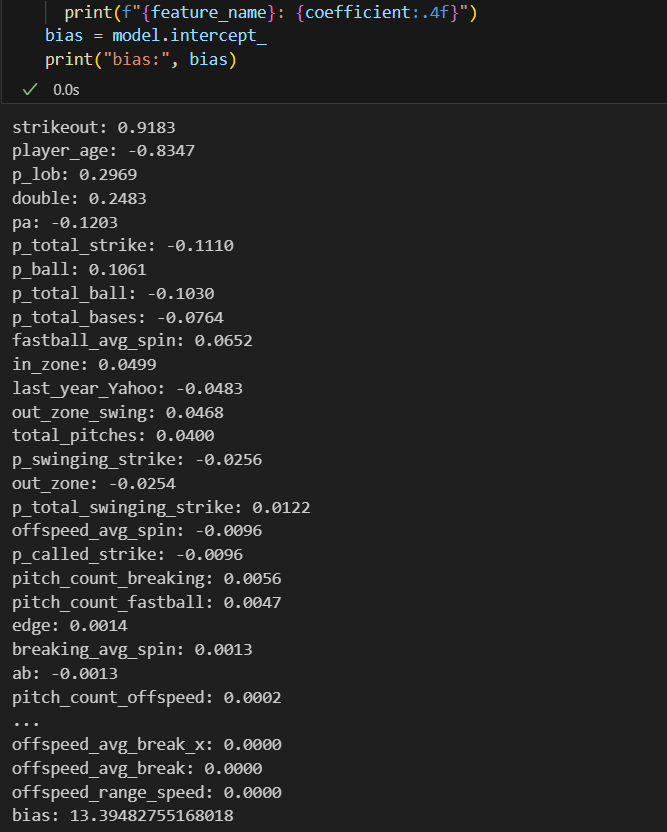 print(f"{feature_name}: {coefficient:.4f}")
bias = model.intercept_
print("bias:", bias)
0.0s
strikeout: 0.9183
player_age: -0.8347
p_lob: 0.2969
double: 0.2483
pa: -0.1203
p_total_strike: -0.1110
p_ball: 0.1061
p_total_ball: -0.1030
p_total_bases: -0.0764
fastball_avg_spin: 0.0652
in_zone: 0.0499
last_year_Yahoo: -0.0483
out_zone_swing: 0.0468
total_pitches: 0.0400
p_swinging_strike: -0.0256
out_zone: -0.0254
p_total_swinging_strike: 0.0122
offspeed_avg_spin: -0.0096
p_called_strike: -0.0096
pitch_count_breaking: 0.0056
pitch_count_fastball: 0.0047
edge: 0.0014
breaking_avg_spin: 0.0013
ab: -0.0013
pitch_count_offspeed: 0.0002
...
offspeed_avg_break_x: 0.0000
offspeed_avg_break: 0.0000
offspeed_range_speed: 0.0000
bias: 13.39482755168018